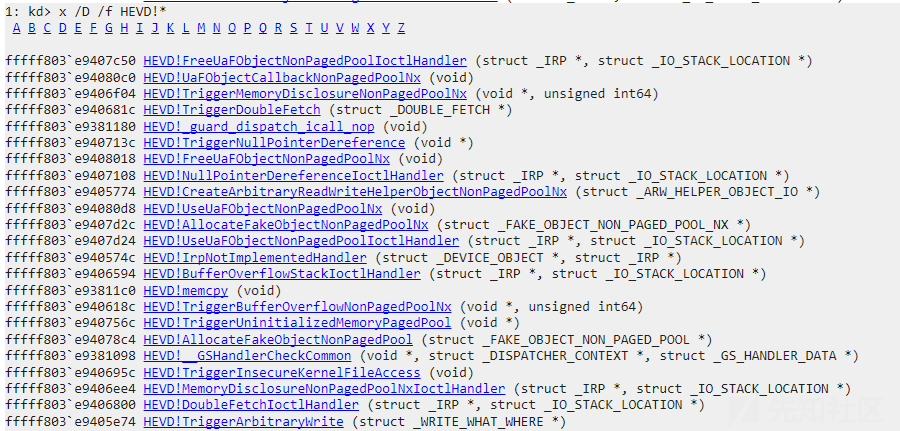 1: kd> x /D /f HEVD!*
A B C D E F G H I J K L M N O P Q R S T U V W X Y Z
fffff803`e9407c50 HEVD!FreeUaFObjectNonPagedPoolIoctlHandler (struct _IRP *, struct _IO_STACK_LOCATION *)
fffff803`e94080c0 HEVD!UaFObjectCallbackNonPagedPoolNx (void)
fffff803`e9406f04 HEVD!TriggerMemoryDisclosureNonPagedPoolNx (void *, unsigned int64)
fffff803`e940681c HEVD!TriggerDoubleFetch (struct _DOUBLE_FETCH *)
fffff803`e9381180 HEVD!_guard_dispatch_icall_nop (void)
fffff803`e940713c HEVD!TriggerNullPointerDereference (void *)
fffff803`e9408018 HEVD!FreeUaFObjectNonPagedPoolNx (void)
fffff803`e9407108 HEVD!NullPointerDereferenceIoctlHandler (struct _IRP *, struct _IO_STACK_LOCATION *)
fffff803`e9405774 HEVD!CreateArbitraryReadWriteHelperObjectNonPagedPoolNx (struct _ARW_HELPER_OBJECT_IO *)
fffff803`e94080d8 HEVD!UseUaFObjectNonPagedPoolNx (void)
fffff803`e9407d2c HEVD!AllocateFakeObjectNonPagedPoolNx (struct _FAKE_OBJECT_NON_PAGED_POOL_NX *)
fffff803`e9407d24 HEVD!UseUaFObjectNonPagedPoolIoctlHandler (struct _IRP *, struct _IO_STACK_LOCATION *)
fffff803`e940574c HEVD!IrpNotImplementedHandler (struct _DEVICE_OBJECT *, struct _IRP *)
fffff803`e9406594 HEVD!BufferOverflowStackIoctlHandler (struct _IRP *, struct _IO_STACK_LOCATION *)
fffff803`e93811c0 HEVD!memcpy (void)
fffff803`e940618c HEVD!TriggerBufferOverflowNonPagedPoolNx (void *, unsigned int64)
fffff803`e940756c HEVD!TriggerUninitializedMemoryPagedPool (void *)
fffff803`e94078c4 HEVD!AllocateFakeObjectNonPagedPool (struct _FAKE_OBJECT_NON_PAGED_POOL *)
fffff803`e9381098 HEVD!__GSHandlerCheckCommon (void *, struct _DISPATCHER_CONTEXT *, struct _GS_HANDLER_DATA *)
fffff803`e940695c HEVD!TriggerInsecureKernelFileAccess (void)
fffff803`e9406ee4 HEVD!MemoryDisclosureNonPagedPoolNxIoctlHandler (struct _IRP *, struct _IO_STACK_LOCATION *)
fffff803`e9406800 HEVD!DoubleFetchIoctlHandler (struct _IRP *, struct _IO_STACK_LOCATION *)
fffff803`e9405e74 HEVD!TriggerArbitraryWrite (struct _WRITE_WHAT_WHERE *)
先知社区